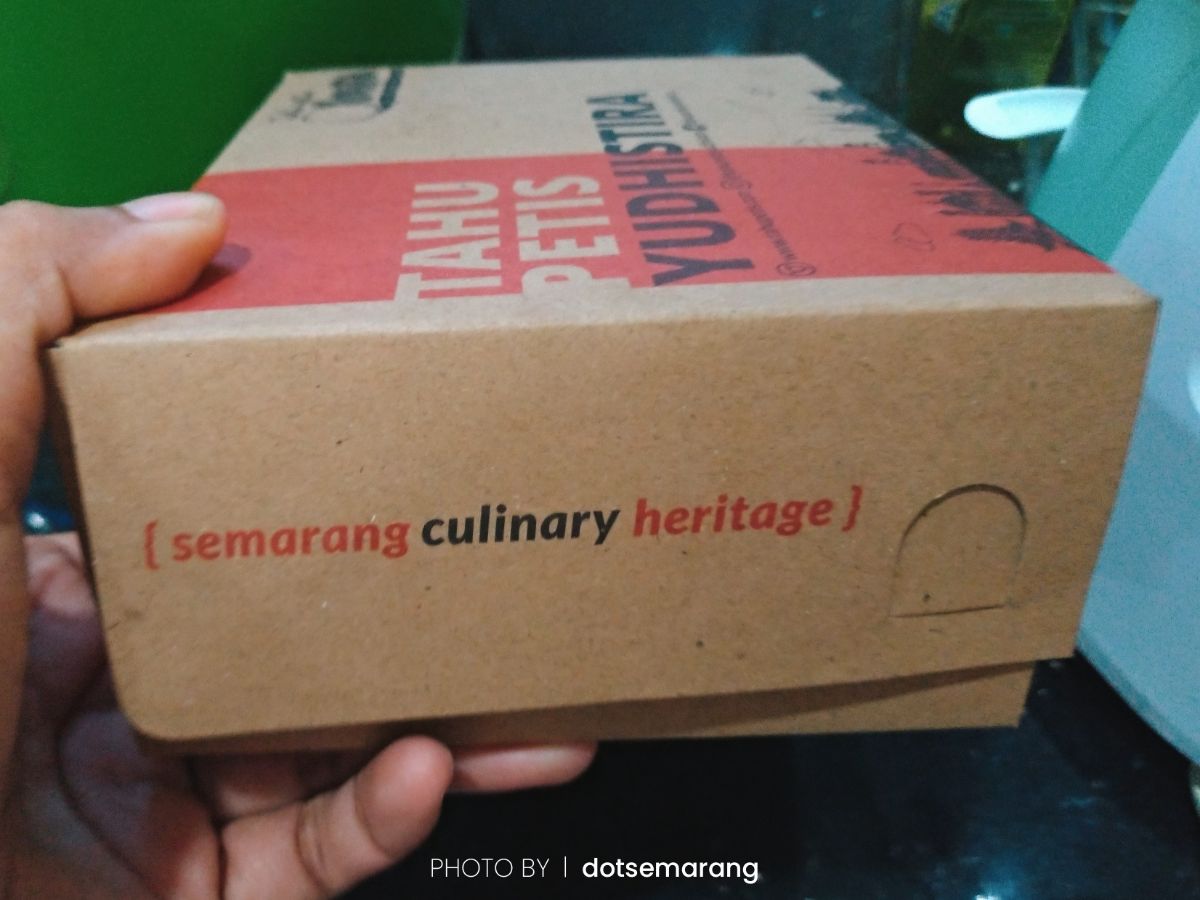 TAHU
PETIS
YUDHISTIRA
{ semarang culinary heritage }
PHOTO BY | dotsemarang